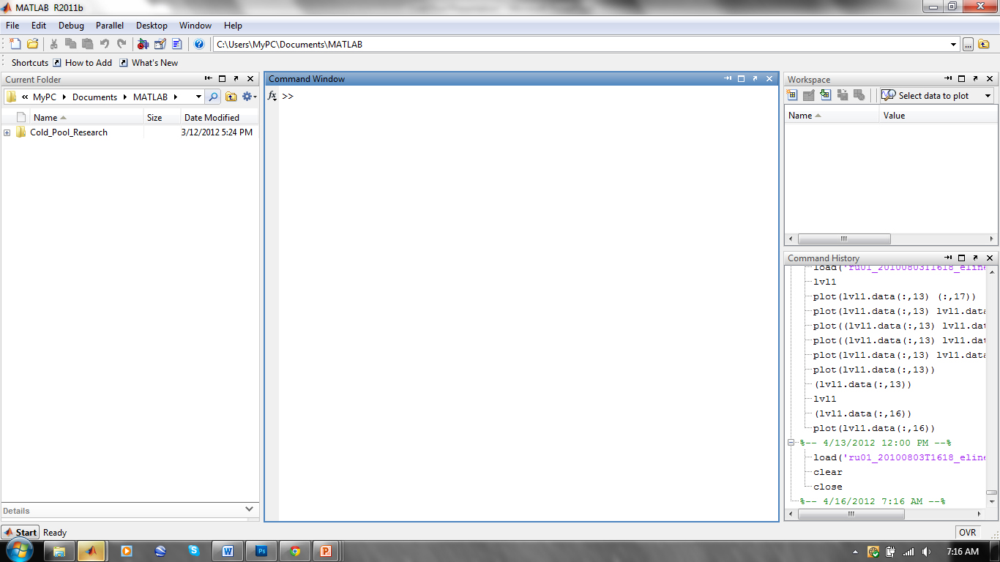 MATLAB R2011b
File Edit Debug Parallel Desktop Window Help
C:\Users\MyPC\Documents\MATLAB
...
Shortcuts How to Add What's New
Current Folder
« MyPC Documents MATLAB
Name Size Date Modified
Cold_Pool_Research 3/12/2012 5:24 PM
Details
Command Window
fx >>
Workspace
Select data to plot
Name Value
Command History
load('ru01_20100803T1618_eline
lvl1
plot(lvl1.data(:,13) (:,17))
plot(lvl1.data(:,13) lvl1.data
plot((lvl1.data(:,13) lvl1.dat
plot((lvl1.data(:,13) lvl1.dat
plot(lvl1.data(:,13) lvl1.data
plot(lvl1.data(:,13))
(lvl1.data(:,13))
lvl1
(lvl1.data(:,16))
plot(lvl1.data(:,16))
%-- 4/13/2012 12:00 PM --%
load('ru01_20100803T1618_eline
clear
close
%-- 4/16/2012 7:16 AM --%
Start Ready
OVR
W Ps P
7:16 AM